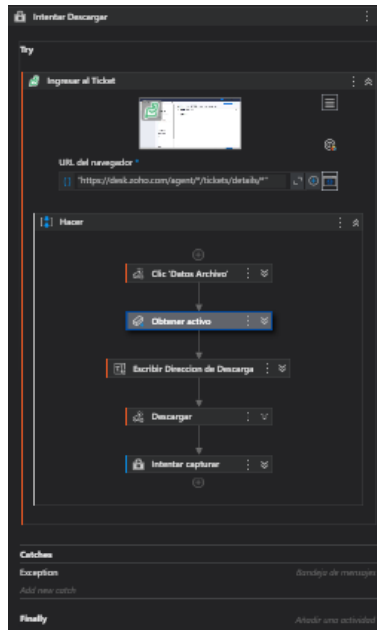 Intentar Descargar
Try
Ingresar al Ticket
URL del navegador *
"https://desk.zoho.com/agent/*/tickets/details/*"
Hacer
Clic 'Datos Archivo'
Obtener activo
Escribir Direccion de Descarga
Descargar
Intentar capturar
Catches
Exception
Bandeja de mensajes
Add new catch
Finally
Añadir una actividad